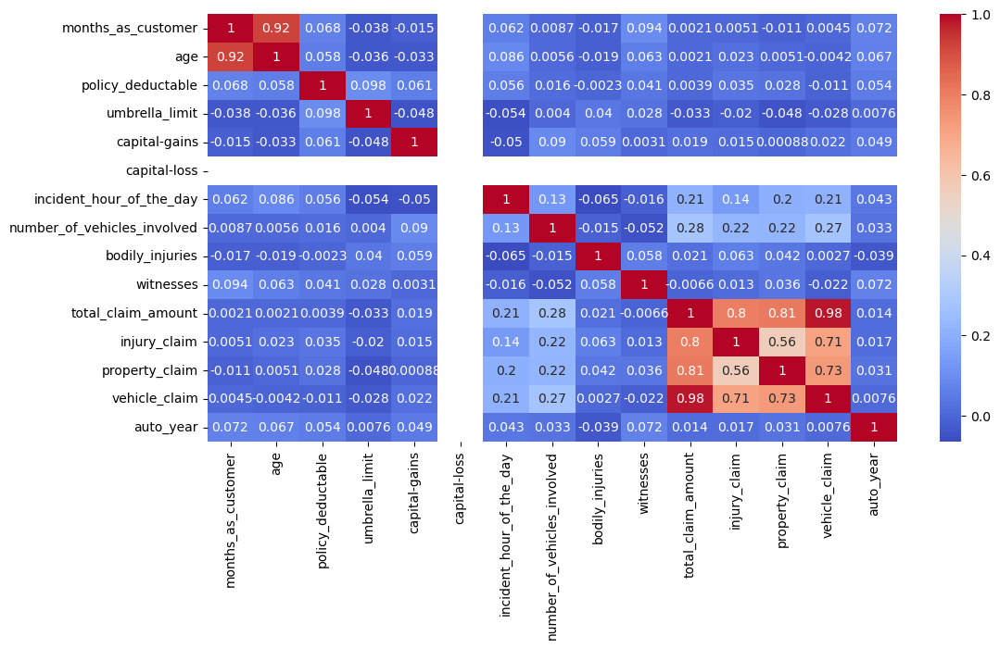 months_as_customer 1 0.92 0.068 -0.038 -0.015 0.062 0.0087 -0.017 0.094 0.0021 0.0051 -0.011 0.0045 0.072
age 0.92 1 0.058 -0.036 -0.033 0.086 0.0056 -0.019 0.063 0.0021 0.023 0.0051 -0.0042 0.067
policy_deductable 0.068 0.058 1 0.098 0.061 0.056 0.016 -0.0023 0.041 0.0039 0.035 0.028 -0.011 0.054
umbrella_limit -0.038 -0.036 0.098 1 -0.048 -0.054 0.004 0.04 0.028 -0.033 -0.02 -0.048 -0.028 0.0076
capital-gains -0.015 -0.033 0.061 -0.048 1 -0.05 0.09 0.059 0.0031 0.019 0.015 0.00088 0.022 0.049
capital-loss
incident_hour_of_the_day 0.062 0.086 0.056 -0.054 -0.05 1 0.13 -0.065 -0.016 0.21 0.14 0.2 0.21 0.043
number_of_vehicles_involved 0.0087 0.0056 0.016 0.004 0.09 0.13 1 -0.015 -0.052 0.28 0.22 0.22 0.27 0.033
bodily_injuries -0.017 -0.019 -0.0023 0.04 0.059 -0.065 -0.015 1 0.058 0.021 0.063 0.042 0.0027 -0.039
witnesses 0.094 0.063 0.041 0.028 0.0031 -0.016 -0.052 0.058 1 -0.0066 0.013 0.036 -0.022 0.072
total_claim_amount 0.0021 0.0021 0.0039 -0.033 0.019 0.21 0.28 0.021 -0.0066 1 0.8 0.81 0.98 0.014
injury_claim 0.0051 0.023 0.035 -0.02 0.015 0.14 0.22 0.063 0.013 0.8 1 0.56 0.71 0.017
property_claim -0.011 0.0051 0.028 -0.048 0.00088 0.2 0.22 0.042 0.036 0.81 0.56 1 0.73 0.031
vehicle_claim 0.0045 -0.0042 -0.011 -0.028 0.022 0.21 0.27 0.0027 -0.022 0.98 0.71 0.73 1 0.0076
auto_year 0.072 0.067 0.054 0.0076 0.049 0.043 0.033 -0.039 0.072 0.014 0.017 0.031 0.0076 1
months_as_customer
age
policy_deductable
umbrella_limit
capital-gains
capital-loss
incident_hour_of_the_day
number_of_vehicles_involved
bodily_injuries
witnesses
total_claim_amount
injury_claim
property_claim
vehicle_claim
auto_year
1.0
0.8
0.6
0.4
0.2
0.0